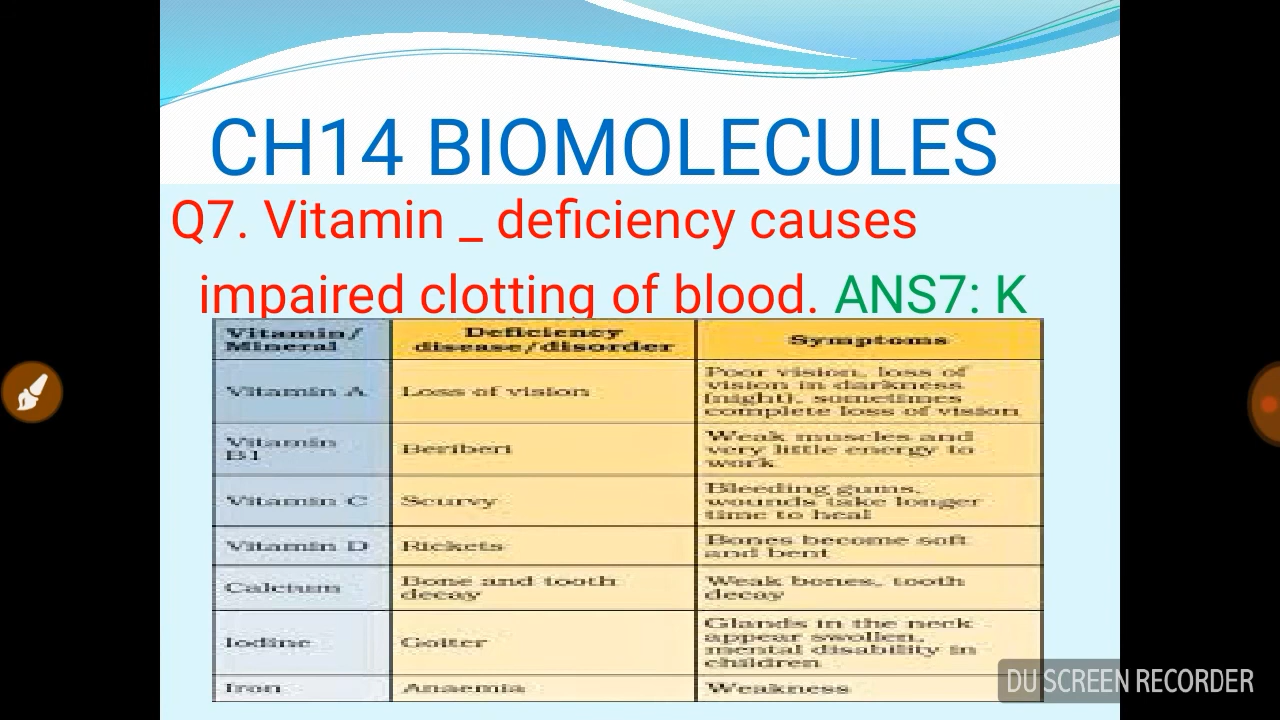 CH14 BIOMOLECULES
Q7. Vitamin _ deficiency causes
impaired clotting of blood. ANS7: K
Vitamin/
Mineral
Deficiency
disease/disorder
Symptoms
Vitamin A
Loss of vision
Poor vision, loss of
vision in darkness
(night), sometimes
complete loss of vision
Vitamin
B1
Beriberi
Weak muscles and
very little energy to
work
Vitamin C
Scurvy
Bleeding gums,
wounds take longer
time to heal
Vitamin D
Rickets
Bones become soft
and bent
Calcium
Bone and tooth
decay
Weak bones, tooth
decay
Iodine
Goiter
Glands in the neck
appear swollen,
mental disability in
children
Iron
Anaemia
Weakness
DU SCREEN RECORDER